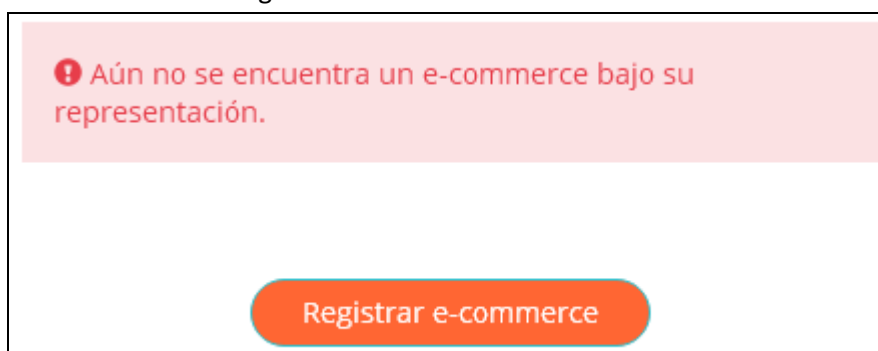 Aún no se encuentra un e-commerce bajo su
representación.
Registrar e-commerce